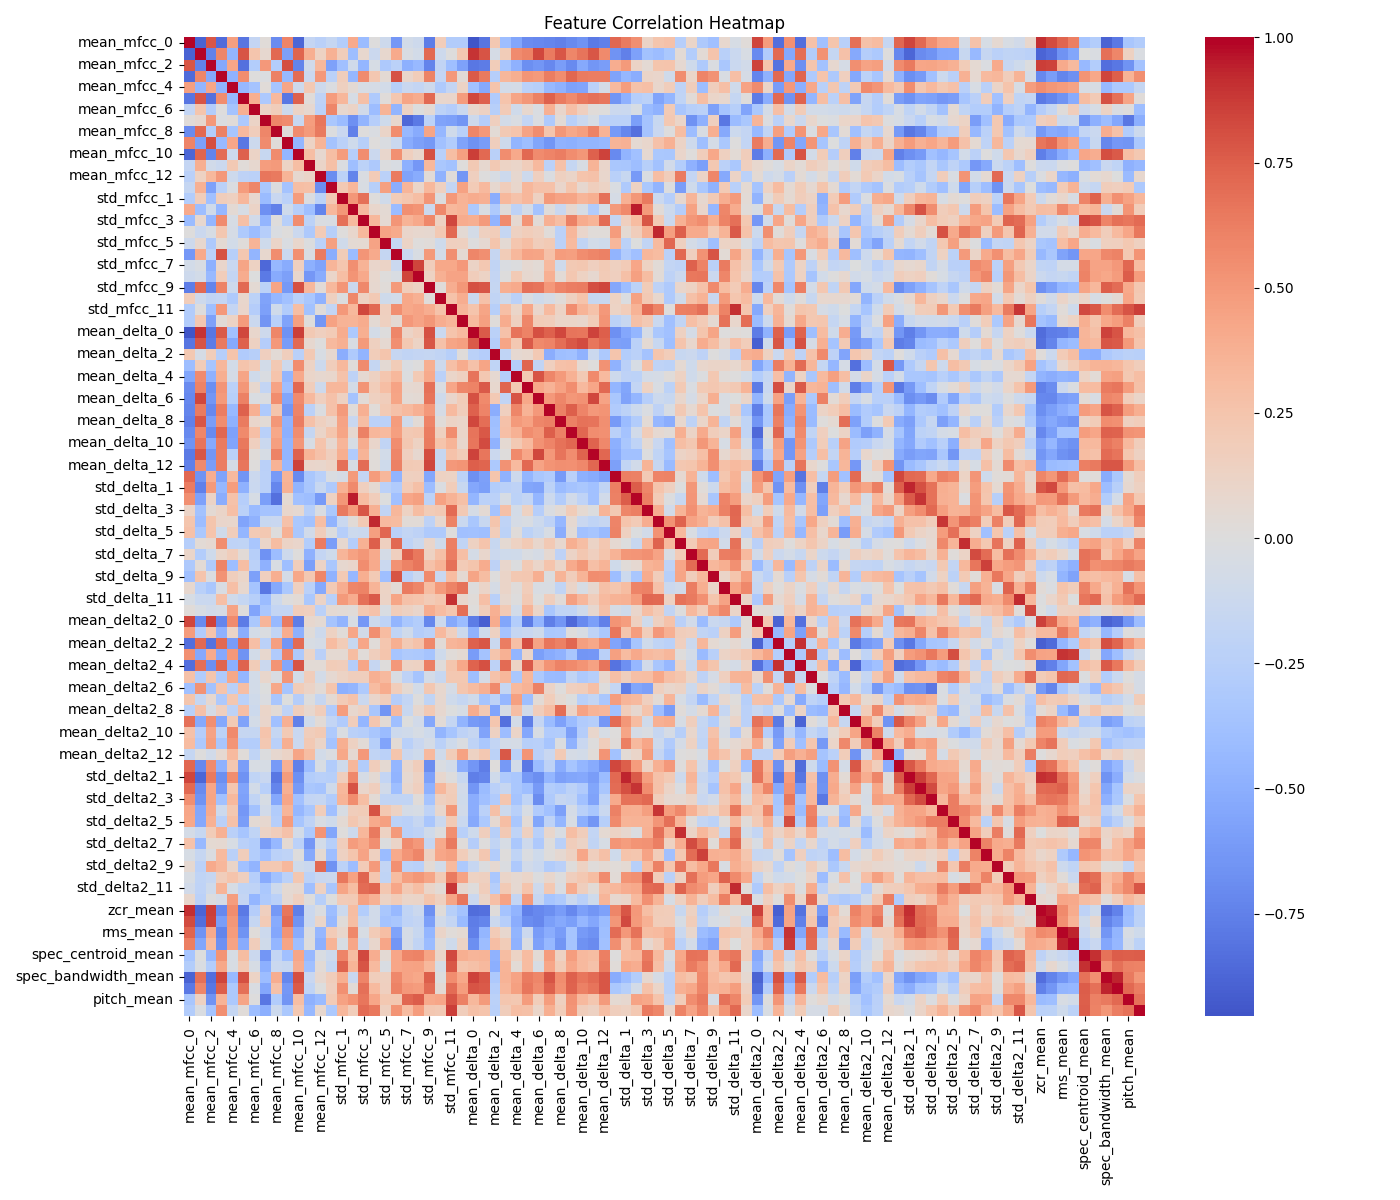 Feature Correlation Heatmap
mean_mfcc_0
mean_mfcc_2
mean_mfcc_4
mean_mfcc_6
mean_mfcc_8
mean_mfcc_10
mean_mfcc_12
std_mfcc_1
std_mfcc_3
std_mfcc_5
std_mfcc_7
std_mfcc_9
std_mfcc_11
mean_delta_0
mean_delta_2
mean_delta_4
mean_delta_6
mean_delta_8
mean_delta_10
mean_delta_12
std_delta_1
std_delta_3
std_delta_5
std_delta_7
std_delta_9
std_delta_11
mean_delta2_0
mean_delta2_2
mean_delta2_4
mean_delta2_6
mean_delta2_8
mean_delta2_10
mean_delta2_12
std_delta2_1
std_delta2_3
std_delta2_5
std_delta2_7
std_delta2_9
std_delta2_11
zcr_mean
rms_mean
spec_centroid_mean
spec_bandwidth_mean
pitch_mean
mean_mfcc_0
mean_mfcc_2
mean_mfcc_4
mean_mfcc_6
mean_mfcc_8
mean_mfcc_10
mean_mfcc_12
std_mfcc_1
std_mfcc_3
std_mfcc_5
std_mfcc_7
std_mfcc_9
std_mfcc_11
mean_delta_0
mean_delta_2
mean_delta_4
mean_delta_6
mean_delta_8
mean_delta_10
mean_delta_12
std_delta_1
std_delta_3
std_delta_5
std_delta_7
std_delta_9
std_delta_11
mean_delta2_0
mean_delta2_2
mean_delta2_4
mean_delta2_6
mean_delta2_8
mean_delta2_10
mean_delta2_12
std_delta2_1
std_delta2_3
std_delta2_5
std_delta2_7
std_delta2_9
std_delta2_11
zcr_mean
rms_mean
spec_centroid_mean
spec_bandwidth_mean
pitch_mean
1.00
0.75
0.50
0.25
0.00
−0.25
−0.50
−0.75